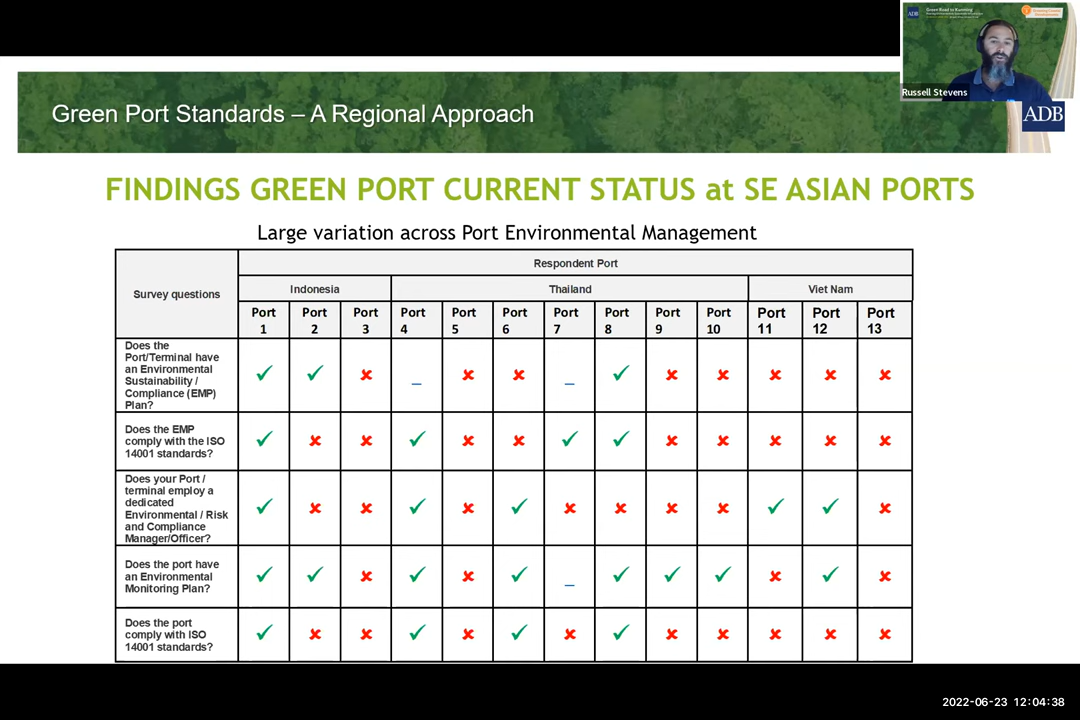 Green Road to Kunming
Russell Stevens
ADB
Green Port Standards – A Regional Approach
FINDINGS GREEN PORT CURRENT STATUS at SE ASIAN PORTS
Large variation across Port Environmental Management
Survey questions
Respondent Port
Indonesia
Thailand
Viet Nam
Port 1
Port 2
Port 3
Port 4
Port 5
Port 6
Port 7
Port 8
Port 9
Port 10
Port 11
Port 12
Port 13
Does the
Port/Terminal have
an Environmental
Sustainability /
Compliance (EMP)
Plan?
✓ ✓ ✗ _ ✗ ✗ _ ✓ ✗ ✗ ✗ ✗ ✗
Does the EMP
comply with the ISO
14001 standards?
✓ ✗ ✗ ✓ ✗ ✗ ✓ ✓ ✗ ✗ ✗ ✗ ✗
Does your Port /
terminal employ a
dedicated
Environmental / Risk
and Compliance
Manager/Officer?
✓ ✗ ✗ ✓ ✗ ✓ ✗ ✗ ✗ ✗ ✓ ✓ ✗
Does the port have
an Environmental
Monitoring Plan?
✓ ✓ ✗ ✓ ✗ ✓ _ ✓ ✓ ✓ ✗ ✓ ✗
Does the port
comply with ISO
14001 standards?
✓ ✗ ✗ ✓ ✗ ✓ ✗ ✓ ✗ ✗ ✗ ✗ ✗
2022-06-23 12:04:38